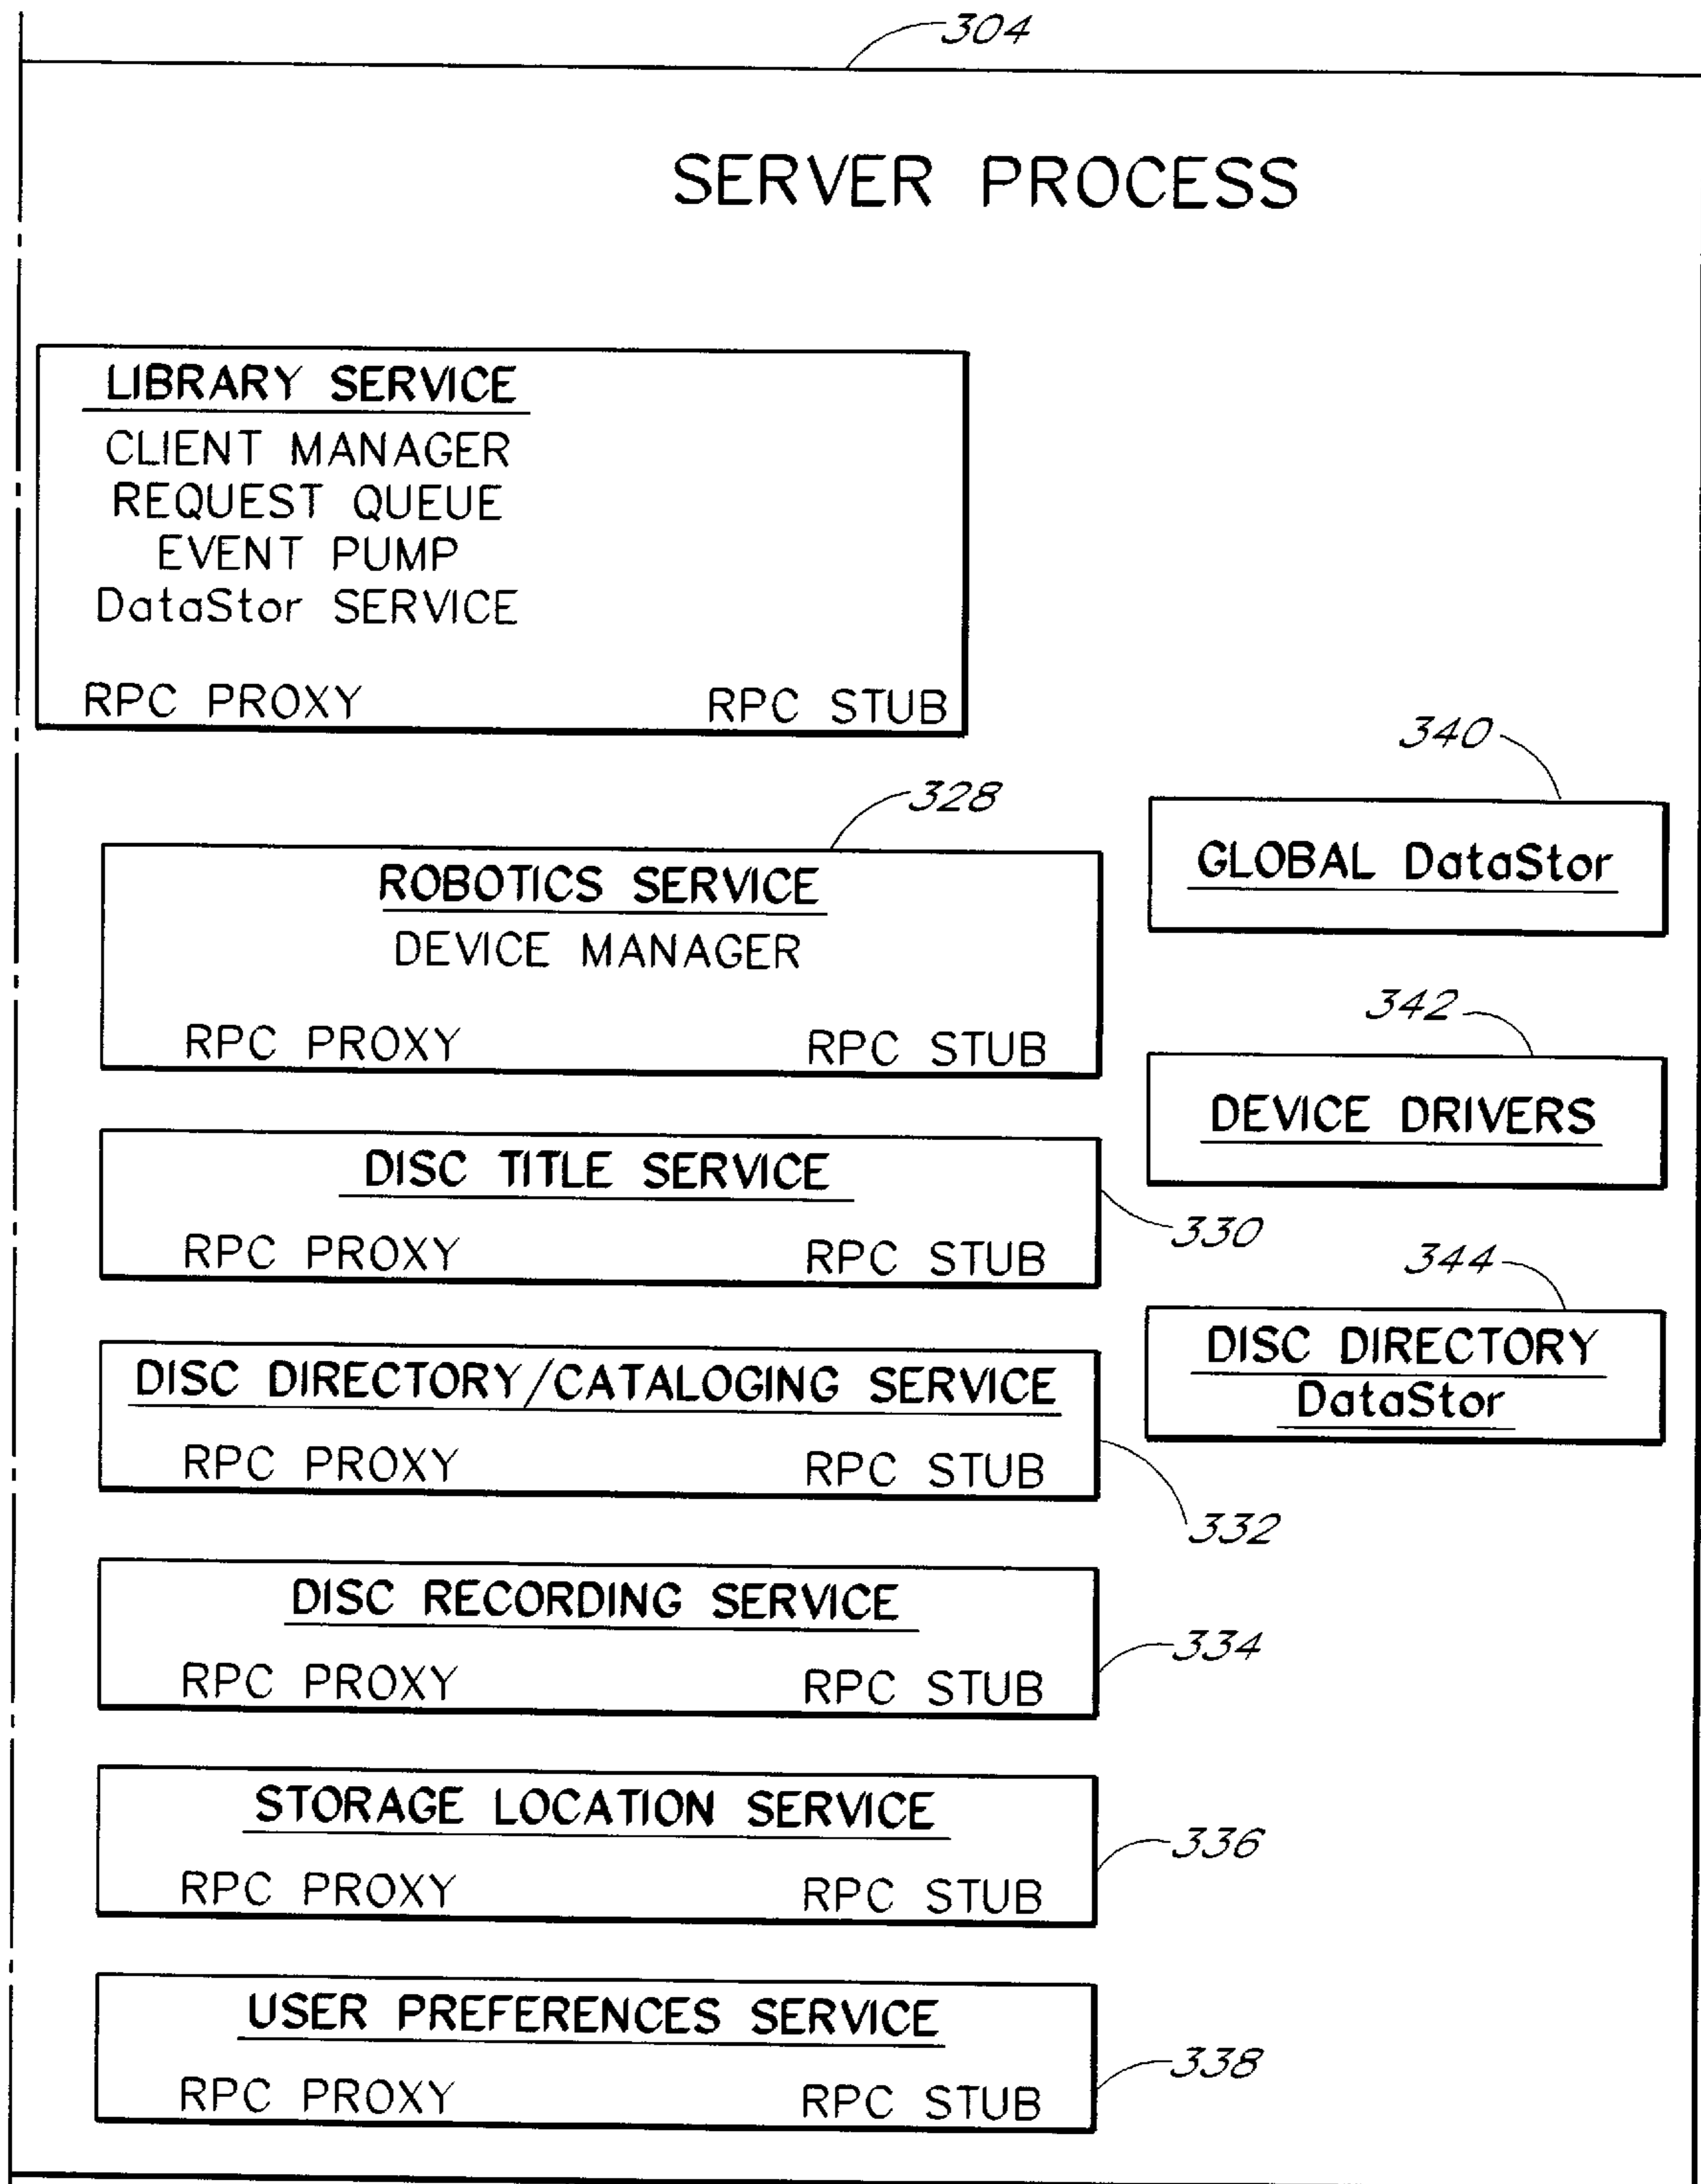 304
SERVER PROCESS
LIBRARY SERVICE
CLIENT MANAGER
REQUEST QUEUE
EVENT PUMP
DataStor SERVICE
RPC PROXY RPC STUB
328
ROBOTICS SERVICE
DEVICE MANAGER
RPC PROXY RPC STUB
DISC TITLE SERVICE
RPC PROXY RPC STUB
330
DISC DIRECTORY/CATALOGING SERVICE
RPC PROXY RPC STUB
332
DISC RECORDING SERVICE
RPC PROXY RPC STUB
334
STORAGE LOCATION SERVICE
RPC PROXY RPC STUB
336
USER PREFERENCES SERVICE
RPC PROXY RPC STUB
338
340
GLOBAL DataStor
342
DEVICE DRIVERS
344
DISC DIRECTORY
DataStor